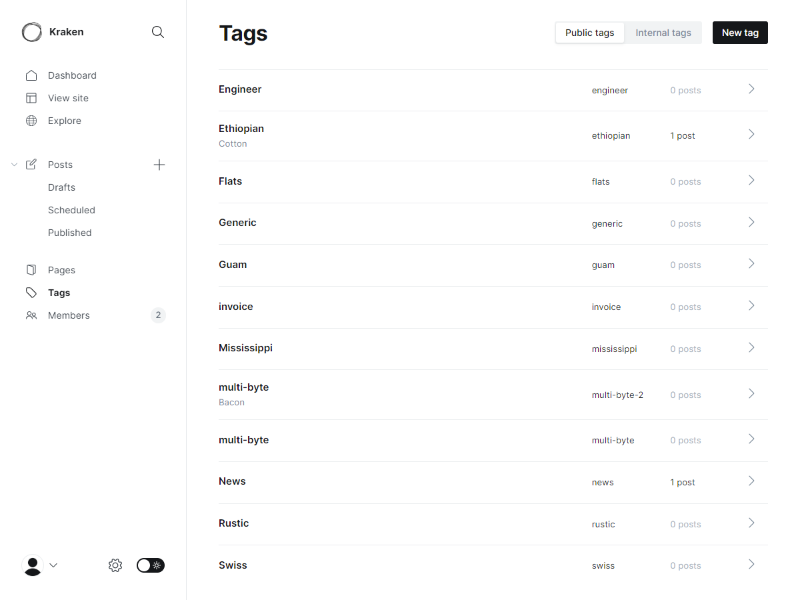 Kraken
Dashboard
View site
Explore
Posts
Drafts
Scheduled
Published
Pages
Tags
Members 2
Tags
Public tags Internal tags New tag
Engineer engineer 0 posts
Ethiopian ethiopian 1 post
Cotton
Flats flats 0 posts
Generic generic 0 posts
Guam guam 0 posts
invoice invoice 0 posts
Mississippi mississippi 0 posts
multi-byte multi-byte-2 0 posts
Bacon
multi-byte multi-byte 0 posts
News news 1 post
Rustic rustic 0 posts
Swiss swiss 0 posts